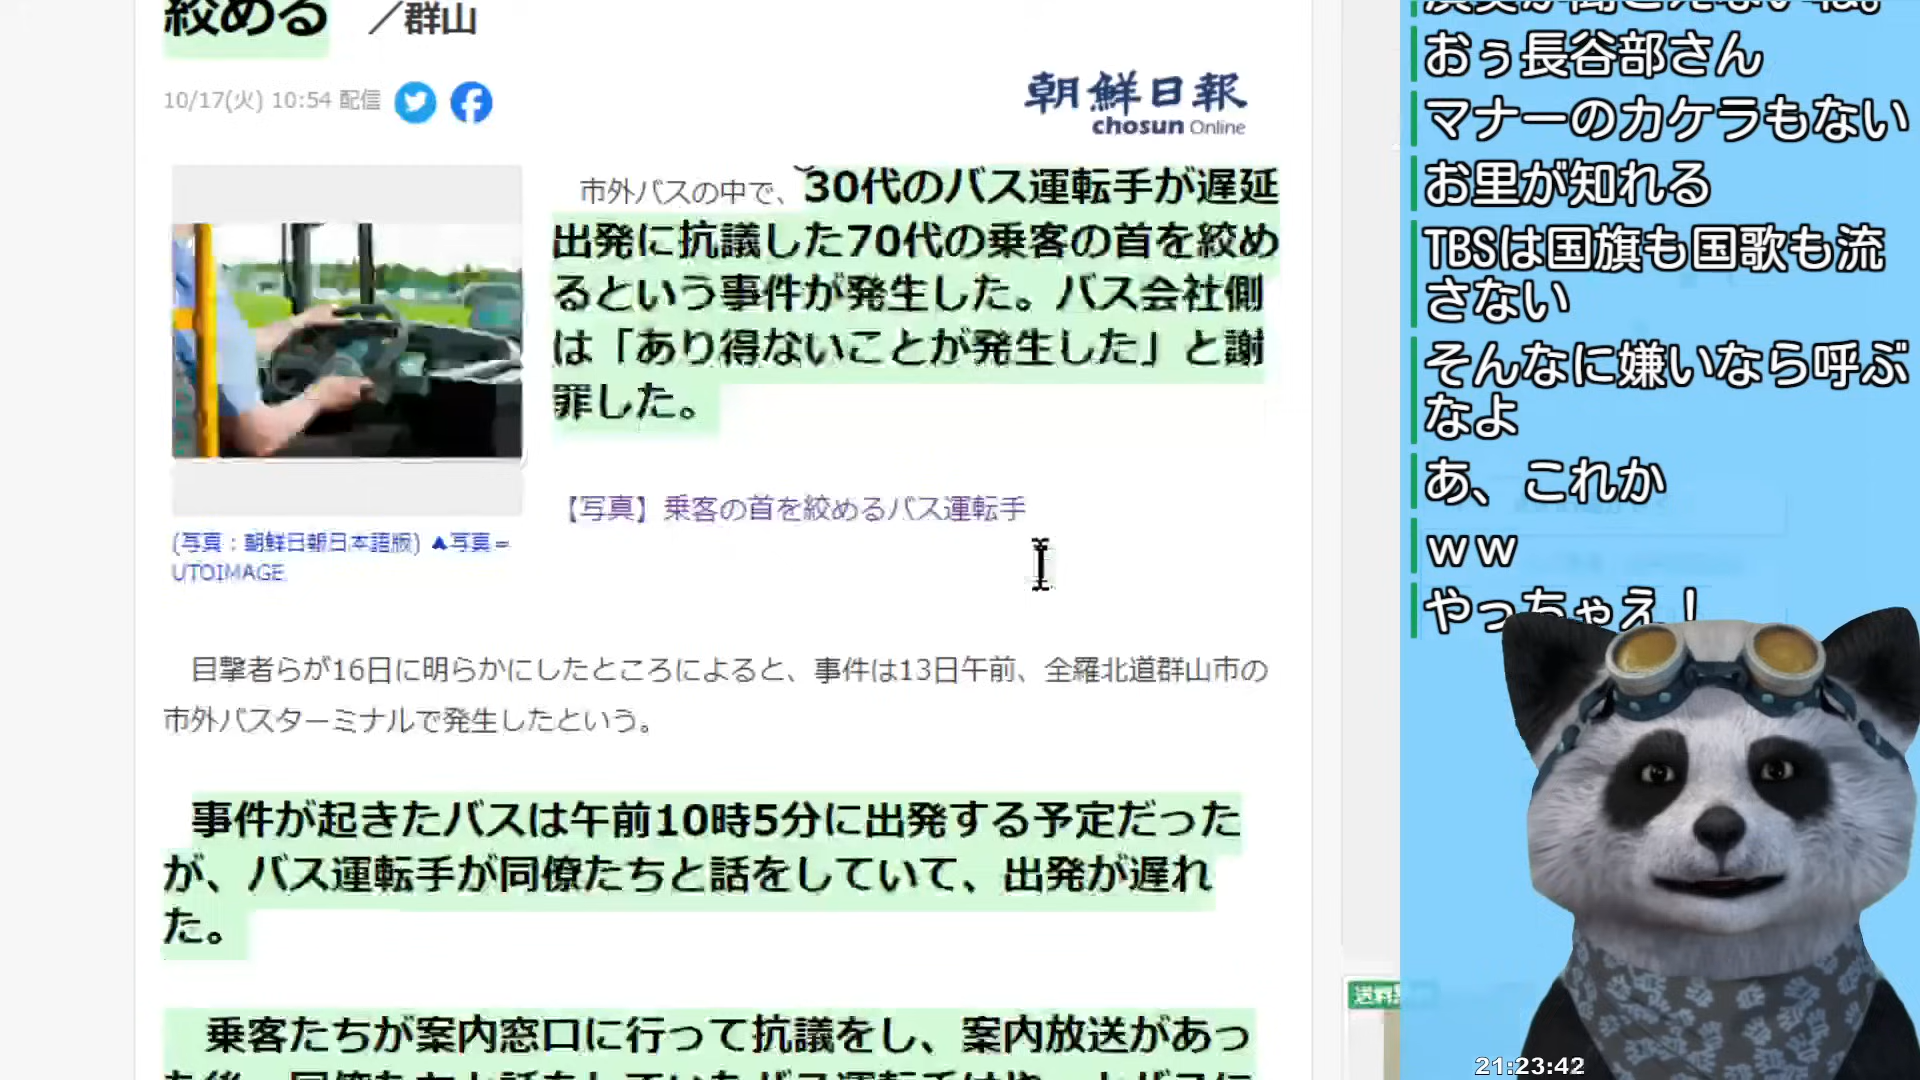 絞める ／群山
10/17(火) 10:54 配信
朝鮮日報
chosun Online
市外バスの中で、30代のバス運転手が遅延
出発に抗議した70代の乗客の首を絞め
るという事件が発生した。バス会社側
は「あり得ないことが発生した」と謝
罪した。
【写真】乗客の首を絞めるバス運転手
(写真：朝鮮日報日本語版) ▲写真＝
UTOIMAGE
目撃者らが16日に明らかにしたところによると、事件は13日午前、全羅北道群山市の
市外バスターミナルで発生したという。
事件が起きたバスは午前10時5分に出発する予定だった
が、バス運転手が同僚たちと話をしていて、出発が遅れ
た。
乗客たちが案内窓口に行って抗議をし、案内放送があっ
おぅ長谷部さん
マナーのカケラもない
お里が知れる
TBSは国旗も国歌も流
さない
そんなに嫌いなら呼ぶ
なよ
あ、これか
ｗｗ
やっちゃえ！
21:23:42